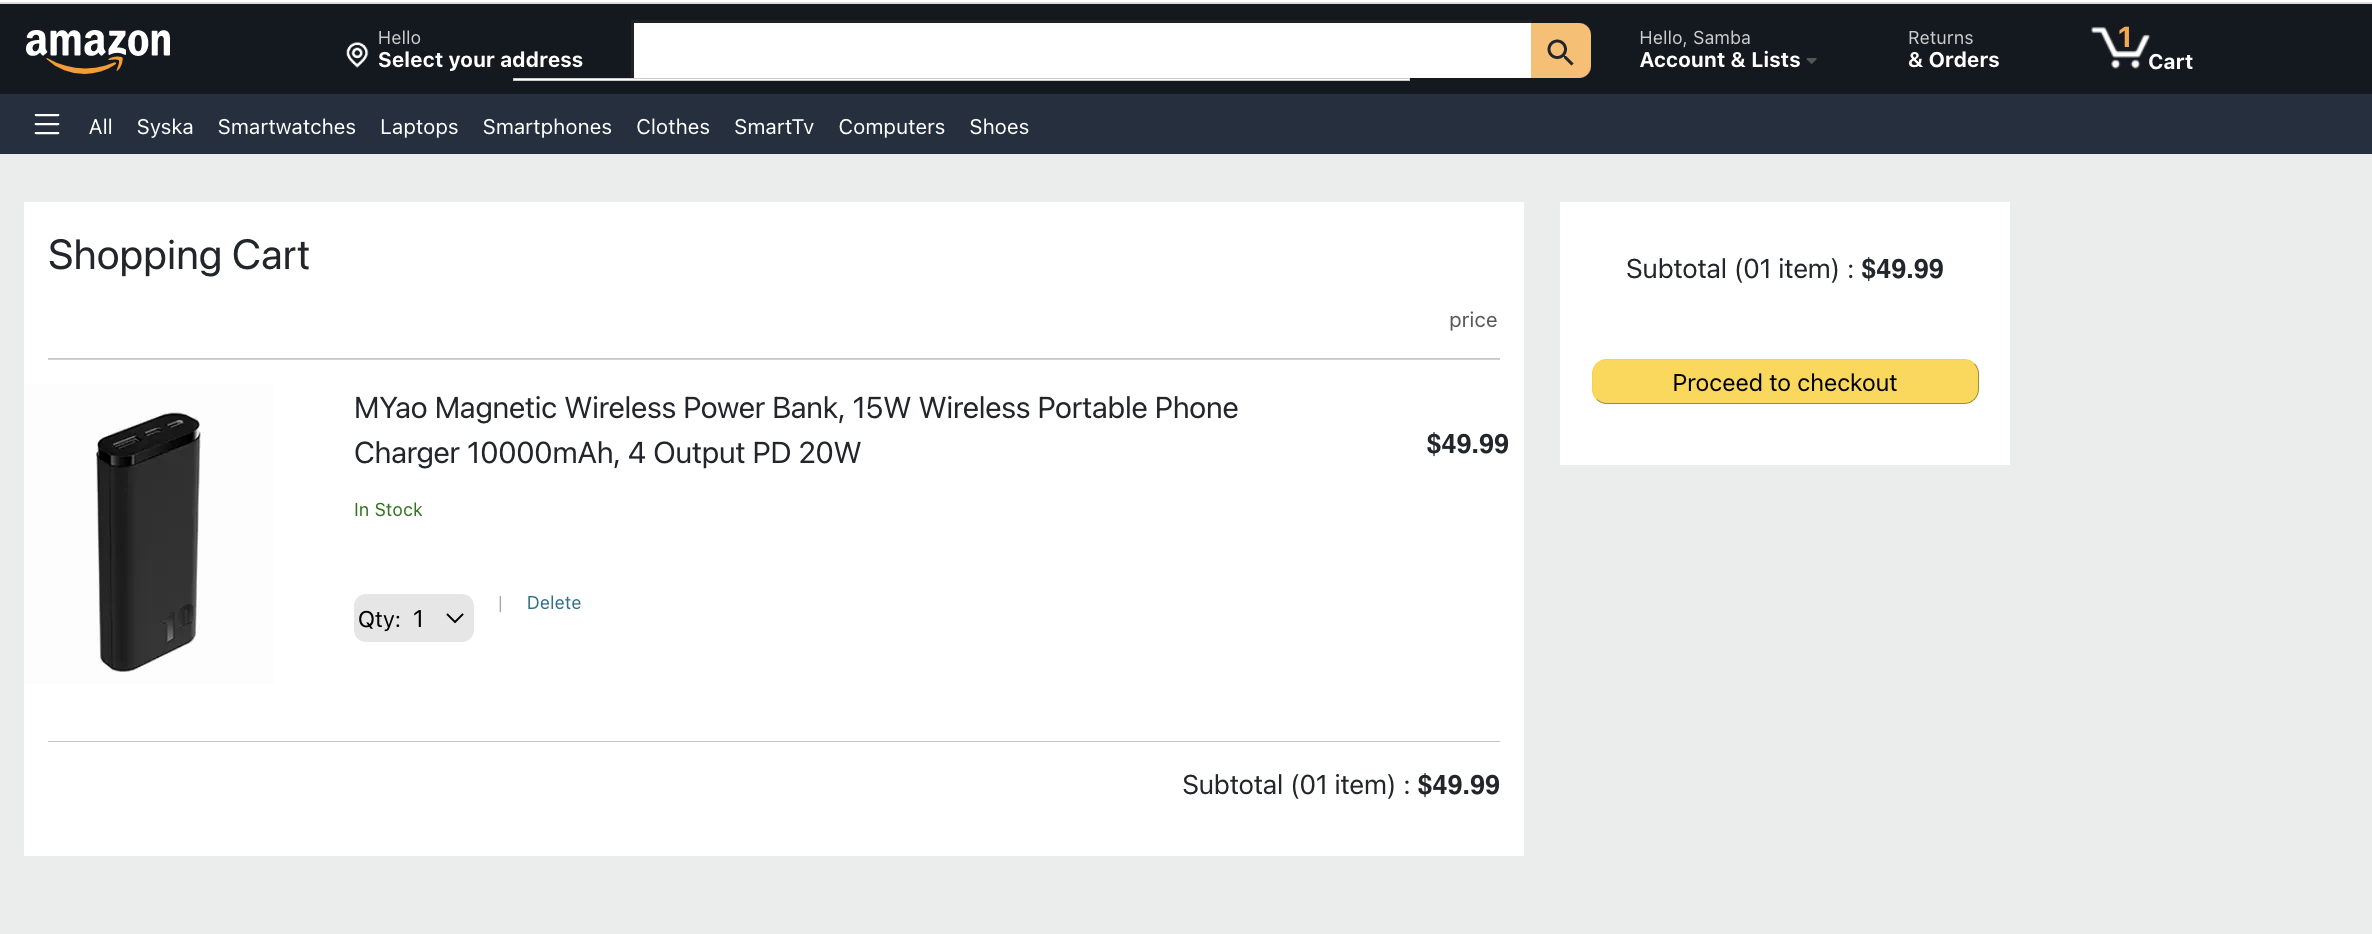 amazon
Hello
Select your address
Hello, Samba
Account & Lists
Returns
& Orders
1
Cart
All Syska Smartwatches Laptops Smartphones Clothes SmartTv Computers Shoes
Shopping Cart
price
MYao Magnetic Wireless Power Bank, 15W Wireless Portable Phone
Charger 10000mAh, 4 Output PD 20W
$49.99
In Stock
Qty: 1 | Delete
Subtotal (01 item) : $49.99
Subtotal (01 item) : $49.99
Proceed to checkout